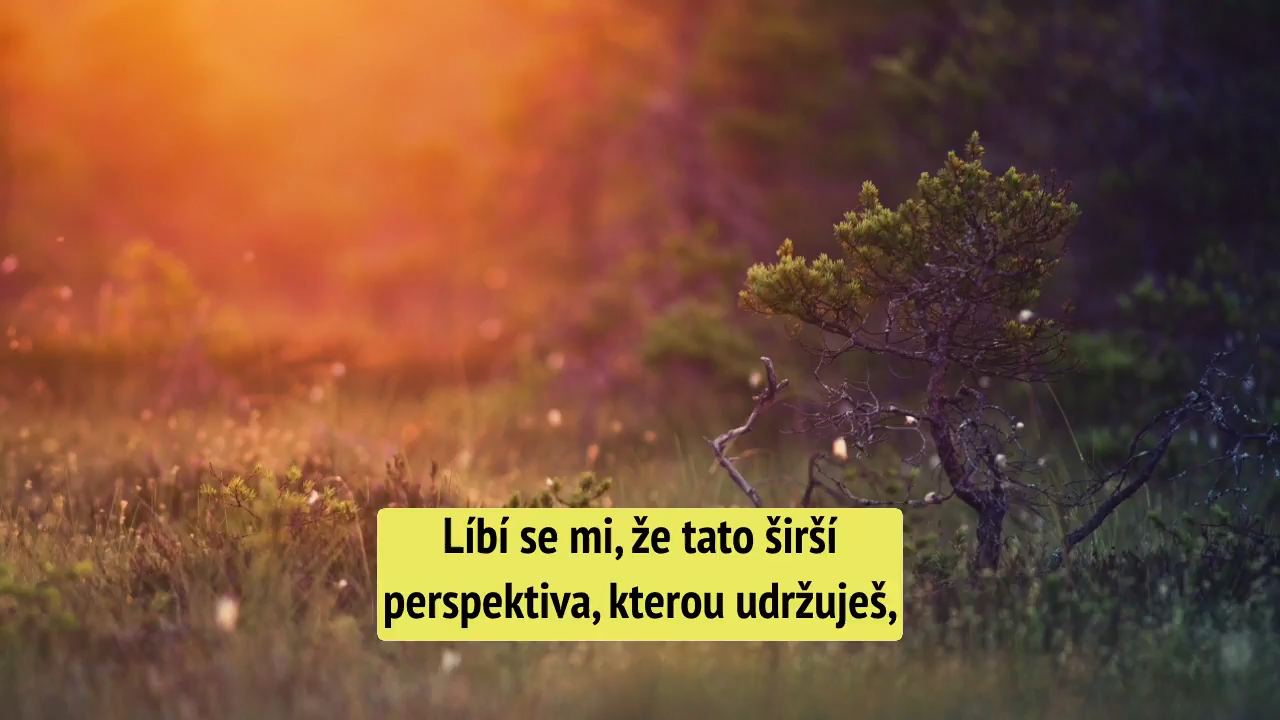 Líbí se mi, že tato širší
perspektiva, kterou udržuješ,